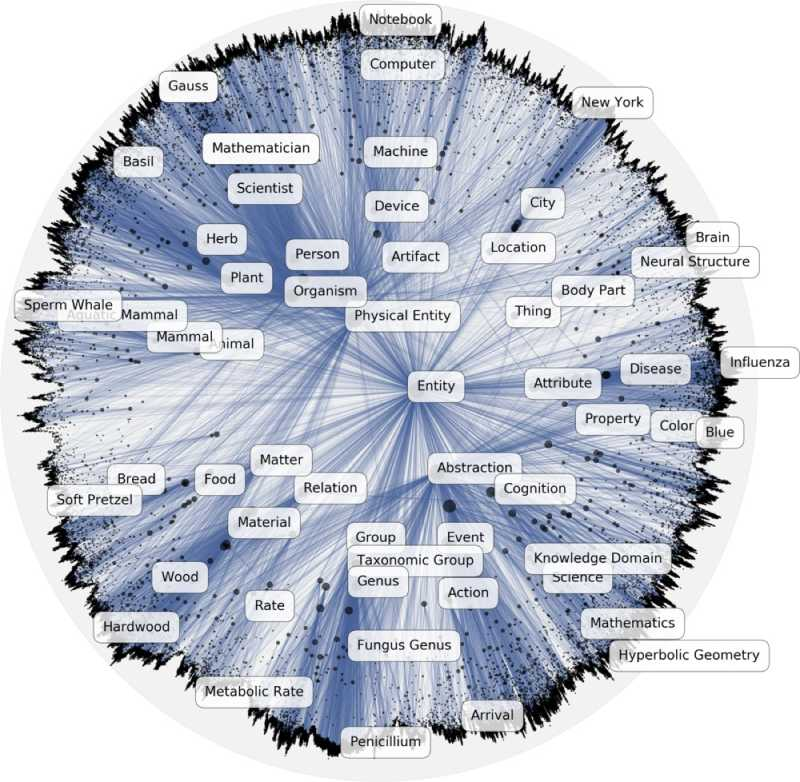 Notebook
Computer
Gauss
New York
Mathematician
Machine
Basil
Scientist
Device
City
Herb
Person
Artifact
Location
Brain
Neural Structure
Plant
Organism
Body Part
Sperm Whale
Aquatic Mammal
Physical Entity
Thing
Mammal
Animal
Influenza
Disease
Entity
Attribute
Property
Color
Blue
Matter
Abstraction
Bread
Food
Relation
Cognition
Soft Pretzel
Material
Group
Event
Taxonomic Group
Knowledge Domain
Wood
Genus
Science
Rate
Action
Hardwood
Mathematics
Fungus Genus
Hyperbolic Geometry
Metabolic Rate
Arrival
Penicillium